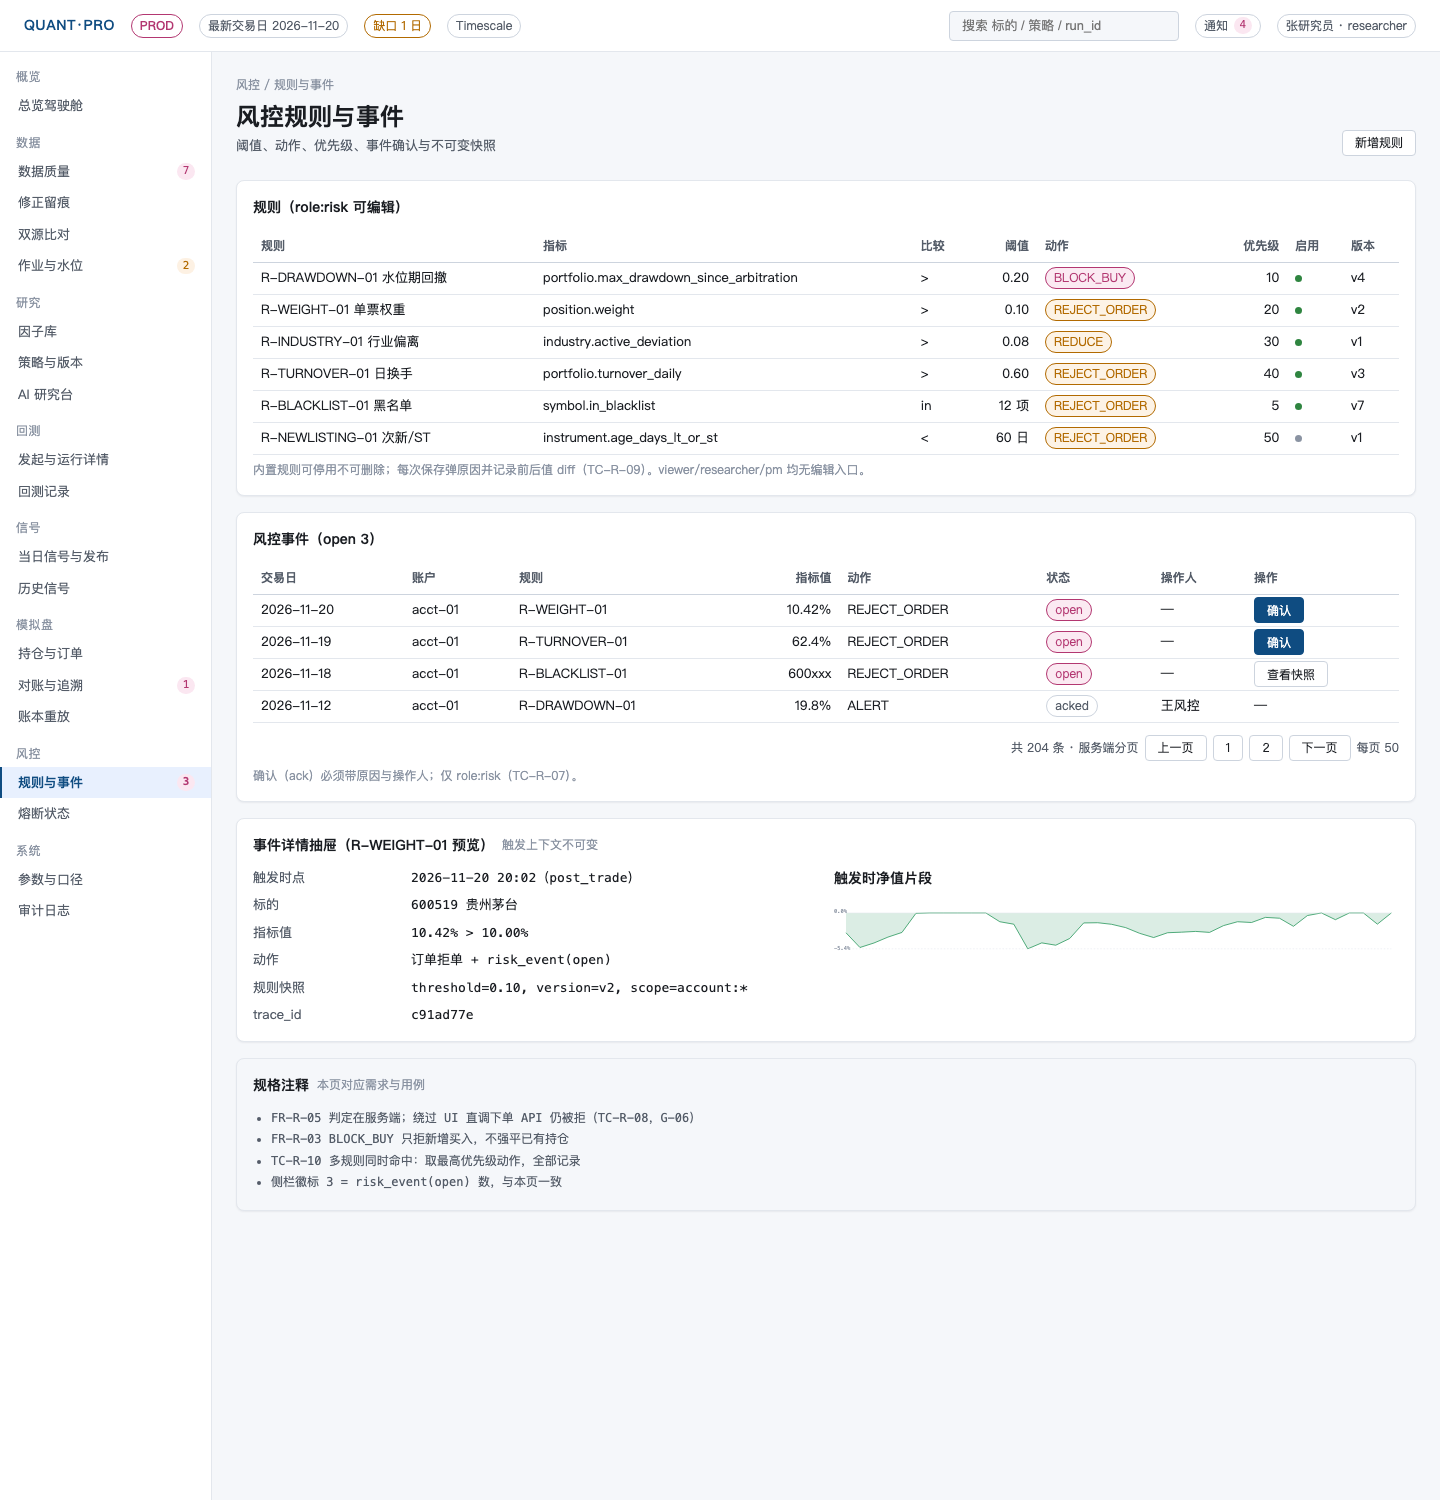 QUANT·PRO PROD 最新交易日 2026-11-20 缺口 1 日 Timescale 搜索 标的 / 策略 / run_id 通知 4 张研究员 · researcher
概览
总览驾驶舱
数据
数据质量 7
修正留痕
双源比对
作业与水位 2
研究
因子库
策略与版本
AI 研究台
回测
发起与运行详情
回测记录
信号
当日信号与发布
历史信号
模拟盘
持仓与订单
对账与追溯 1
账本重放
风控
规则与事件 3
熔断状态
系统
参数与口径
审计日志
风控 / 规则与事件
风控规则与事件
阈值、动作、优先级、事件确认与不可变快照
新增规则
规则（role:risk 可编辑）
规则 指标 比较 阈值 动作 优先级 启用 版本
R-DRAWDOWN-01 水位期回撤 portfolio.max_drawdown_since_arbitration > 0.20 BLOCK_BUY 10 v4
R-WEIGHT-01 单票权重 position.weight > 0.10 REJECT_ORDER 20 v2
R-INDUSTRY-01 行业偏离 industry.active_deviation > 0.08 REDUCE 30 v1
R-TURNOVER-01 日换手 portfolio.turnover_daily > 0.60 REJECT_ORDER 40 v3
R-BLACKLIST-01 黑名单 symbol.in_blacklist in 12 项 REJECT_ORDER 5 v7
R-NEWLISTING-01 次新/ST instrument.age_days_lt_or_st < 60 日 REJECT_ORDER 50 v1
内置规则可停用不可删除；每次保存弹原因并记录前后值 diff（TC-R-09）。viewer/researcher/pm 均无编辑入口。
风控事件（open 3）
交易日 账户 规则 指标值 动作 状态 操作人 操作
2026-11-20 acct-01 R-WEIGHT-01 10.42% REJECT_ORDER open — 确认
2026-11-19 acct-01 R-TURNOVER-01 62.4% REJECT_ORDER open — 确认
2026-11-18 acct-01 R-BLACKLIST-01 600xxx REJECT_ORDER open — 查看快照
2026-11-12 acct-01 R-DRAWDOWN-01 19.8% ALERT acked 王风控 —
共 204 条 · 服务端分页 上一页 1 2 下一页 每页 50
确认（ack）必须带原因与操作人；仅 role:risk（TC-R-07）。
事件详情抽屉（R-WEIGHT-01 预览） 触发上下文不可变
触发时点 2026-11-20 20:02（post_trade）
标的 600519 贵州茅台
指标值 10.42% > 10.00%
动作 订单拒单 + risk_event(open)
规则快照 threshold=0.10, version=v2, scope=account:*
trace_id c91ad77e
触发时净值片段
0.0%
-5.4%
规格注释 本页对应需求与用例
• FR-R-05 判定在服务端；绕过 UI 直调下单 API 仍被拒（TC-R-08, G-06）
• FR-R-03 BLOCK_BUY 只拒新增买入，不强平已有持仓
• TC-R-10 多规则同时命中：取最高优先级动作，全部记录
• 侧栏徽标 3 = risk_event(open) 数，与本页一致